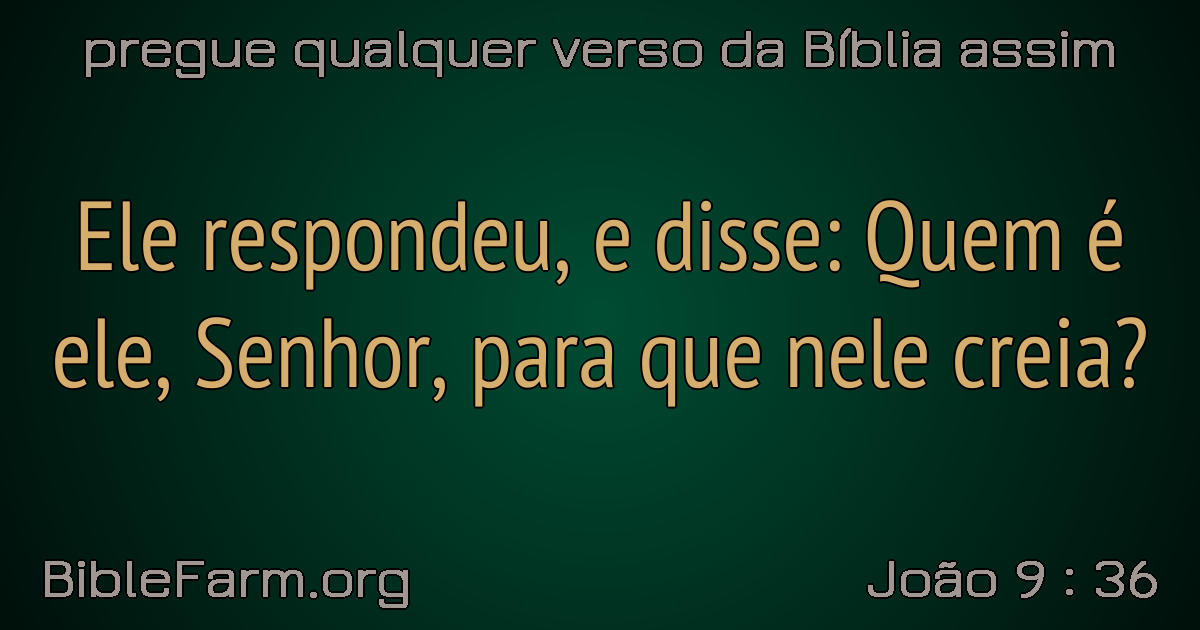 pregue qualquer verso da Bíblia assim
Ele respondeu, e disse: Quem é
ele, Senhor, para que nele creia?
BibleFarm.org
João 9 : 36